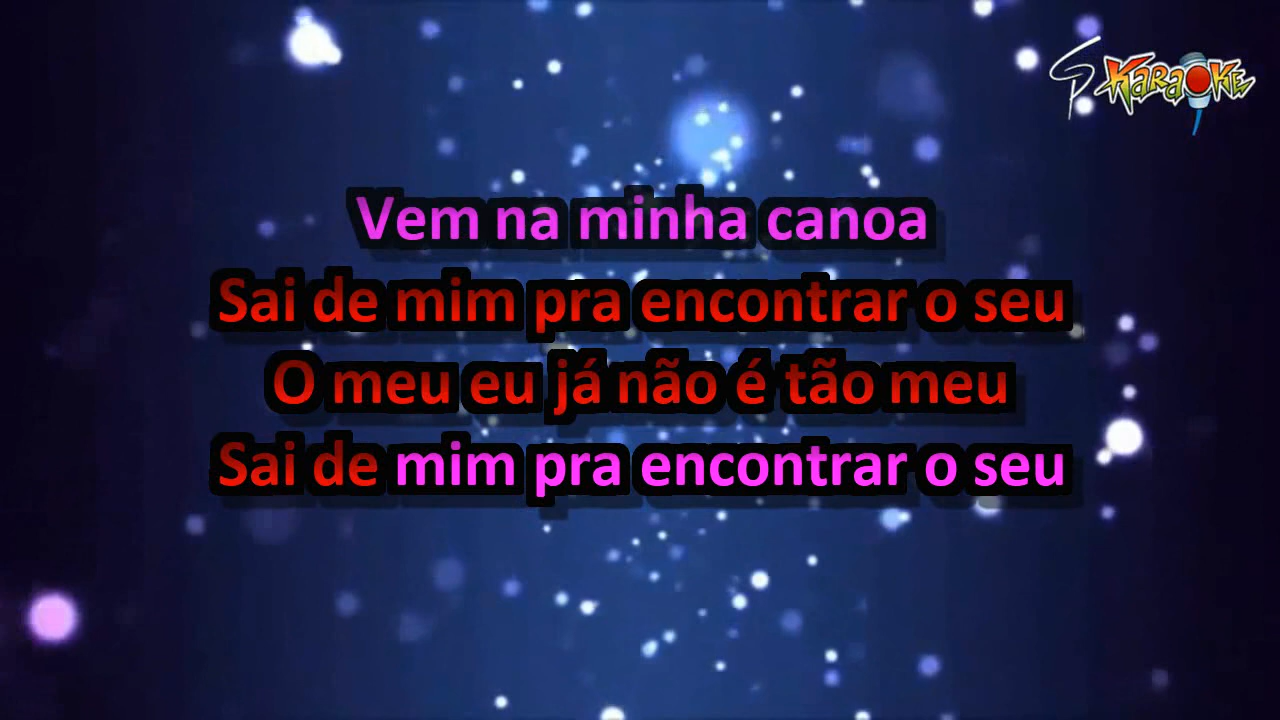 SP KaraoKe
Vem na minha canoa
Sai de mim pra encontrar o seu
O meu eu já não é tão meu
Sai de mim pra encontrar o seu